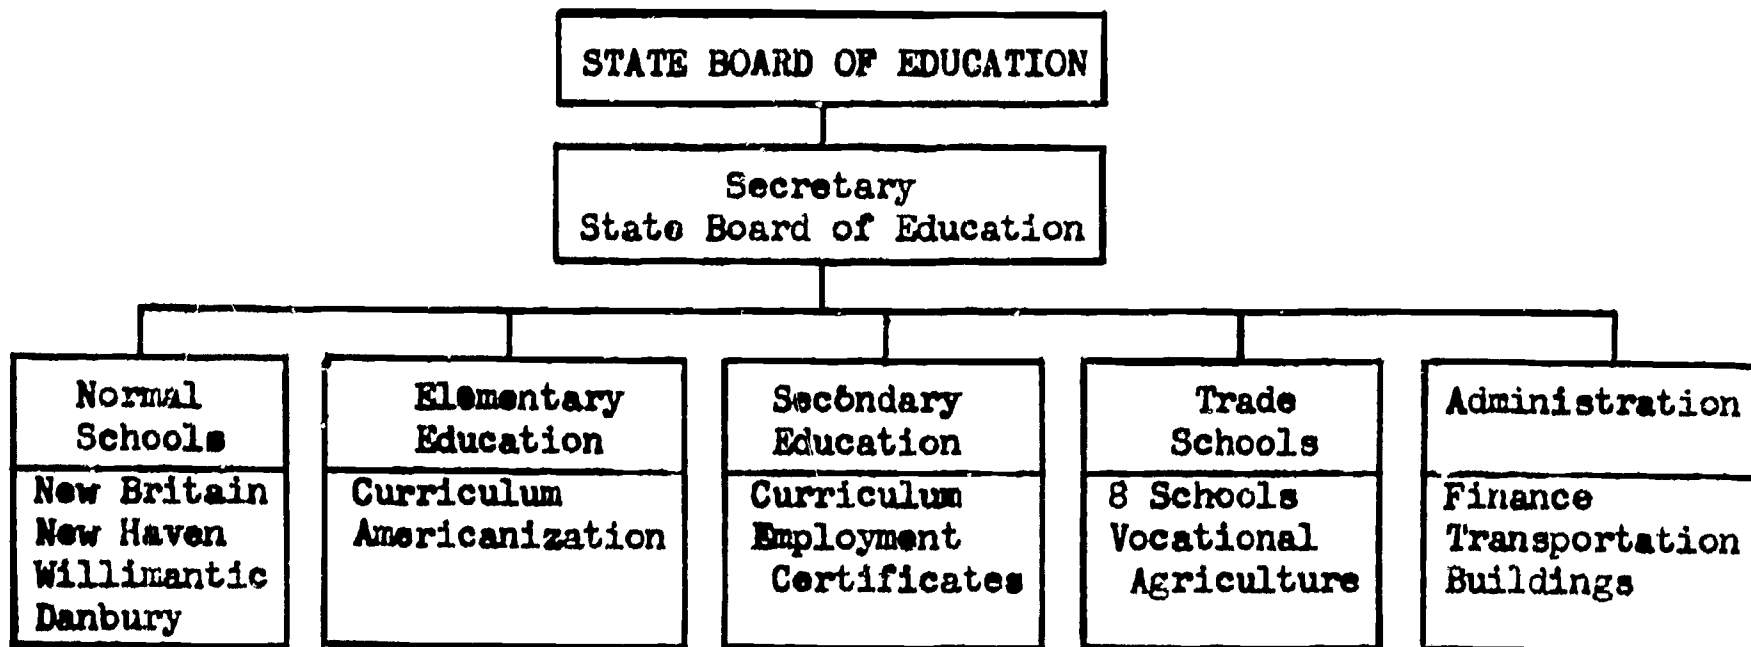 STATE BOARD OF EDUCATION
Secretary
State Board of Education
Normal
Schools
New Britain
New Haven
Willimantic
Danbury
Elementary
Education
Curriculum
Americanization
Secondary
Education
Curriculum
Employment
Certificates
Trade
Schools
8 Schools
Vocational
Agriculture
Administration
Finance
Transportation
Buildings